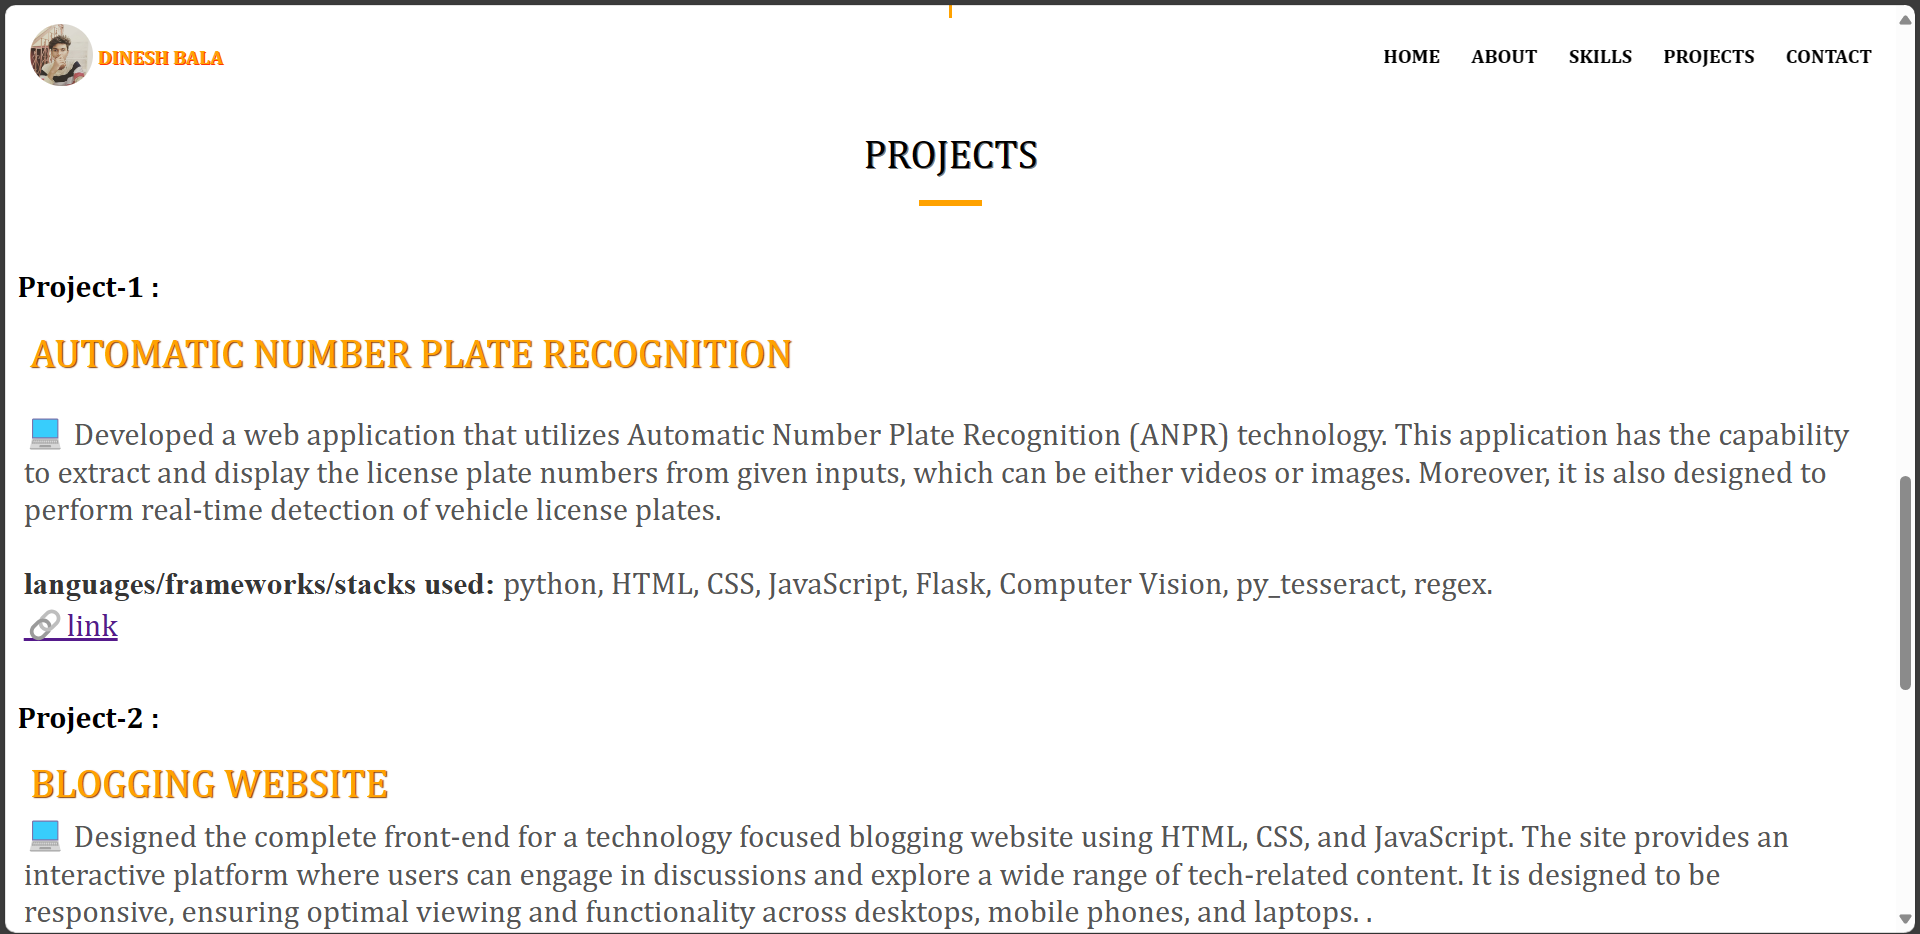 DINESH BALA
HOME ABOUT SKILLS PROJECTS CONTACT
PROJECTS
Project-1 :
AUTOMATIC NUMBER PLATE RECOGNITION
💻 Developed a web application that utilizes Automatic Number Plate Recognition (ANPR) technology. This application has the capability
to extract and display the license plate numbers from given inputs, which can be either videos or images. Moreover, it is also designed to
perform real-time detection of vehicle license plates.
languages/frameworks/stacks used: python, HTML, CSS, JavaScript, Flask, Computer Vision, py_tesseract, regex.
🔗 link
Project-2 :
BLOGGING WEBSITE
💻 Designed the complete front-end for a technology focused blogging website using HTML, CSS, and JavaScript. The site provides an
interactive platform where users can engage in discussions and explore a wide range of tech-related content. It is designed to be
responsive, ensuring optimal viewing and functionality across desktops, mobile phones, and laptops. .